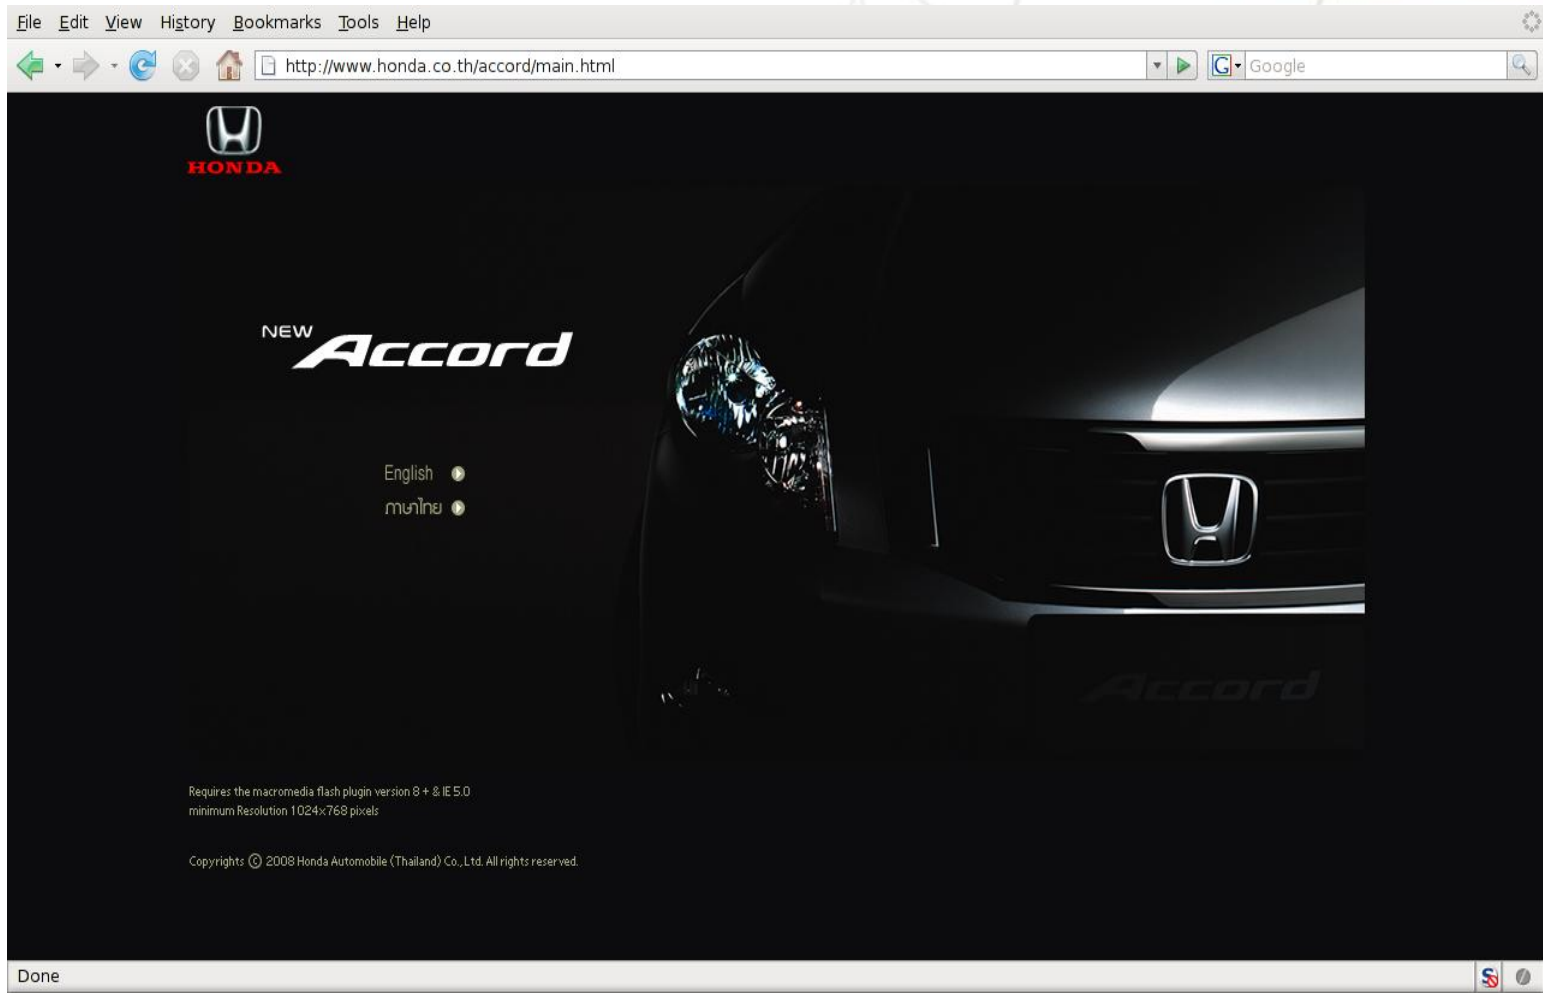 File Edit View History Bookmarks Tools Help
http://www.honda.co.th/accord/main.html
G Google
HONDA
NEW Accord
English
ภาษาไทย
Accord
Requires the macromedia flash plugin version 8 + & IE 5.0
minimum Resolution 1024x768 pixels
Copyrights © 2008 Honda Automobile (Thailand) Co.,Ltd. All rights reserved.
Done